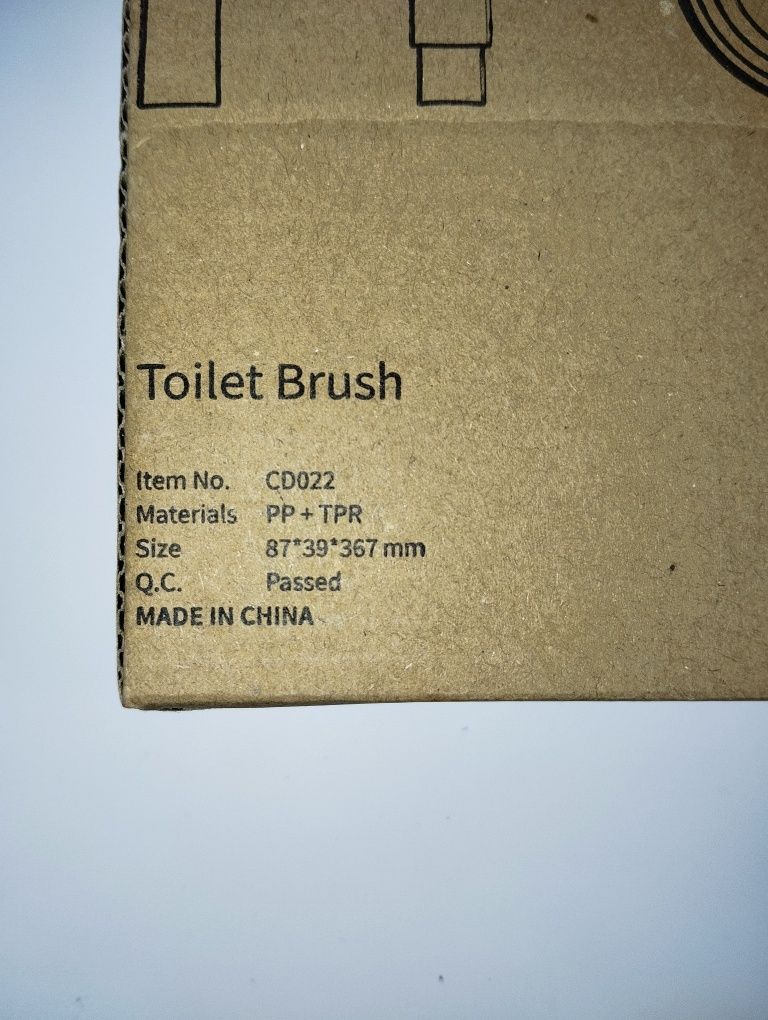 Toilet Brush
Item No. CD022
Materials PP + TPR
Size 87*39*367 mm
Q.C. Passed
MADE IN CHINA